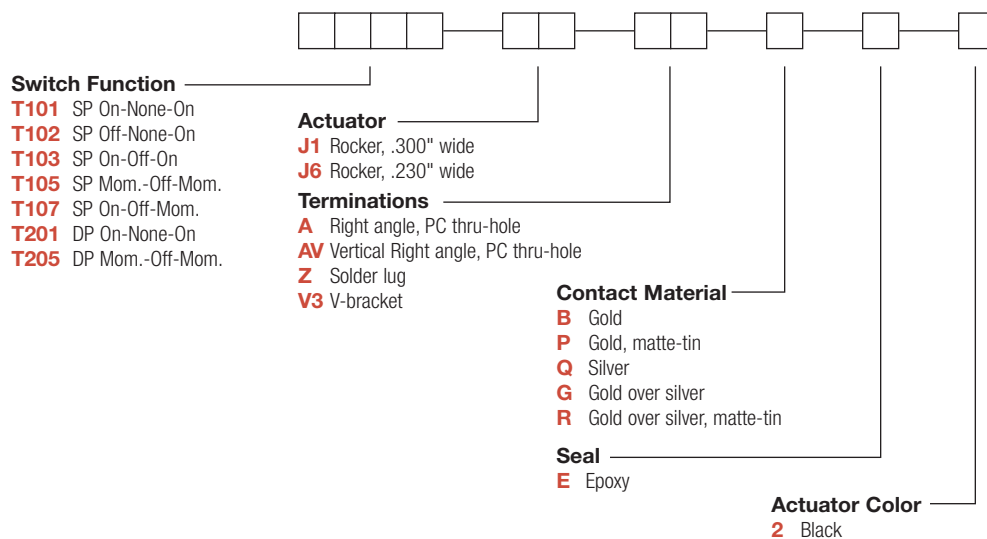 Switch Function
T101 SP On-None-On
T102 SP Off-None-On
T103 SP On-Off-On
T105 SP Mom.-Off-Mom.
T107 SP On-Off-Mom.
T201 DP On-None-On
T205 DP Mom.-Off-Mom.
Actuator
J1 Rocker, .300" wide
J6 Rocker, .230" wide
Terminations
A Right angle, PC thru-hole
AV Vertical Right angle, PC thru-hole
Z Solder lug
V3 V-bracket
Contact Material
B Gold
P Gold, matte-tin
Q Silver
G Gold over silver
R Gold over silver, matte-tin
Seal
E Epoxy
Actuator Color
2 Black